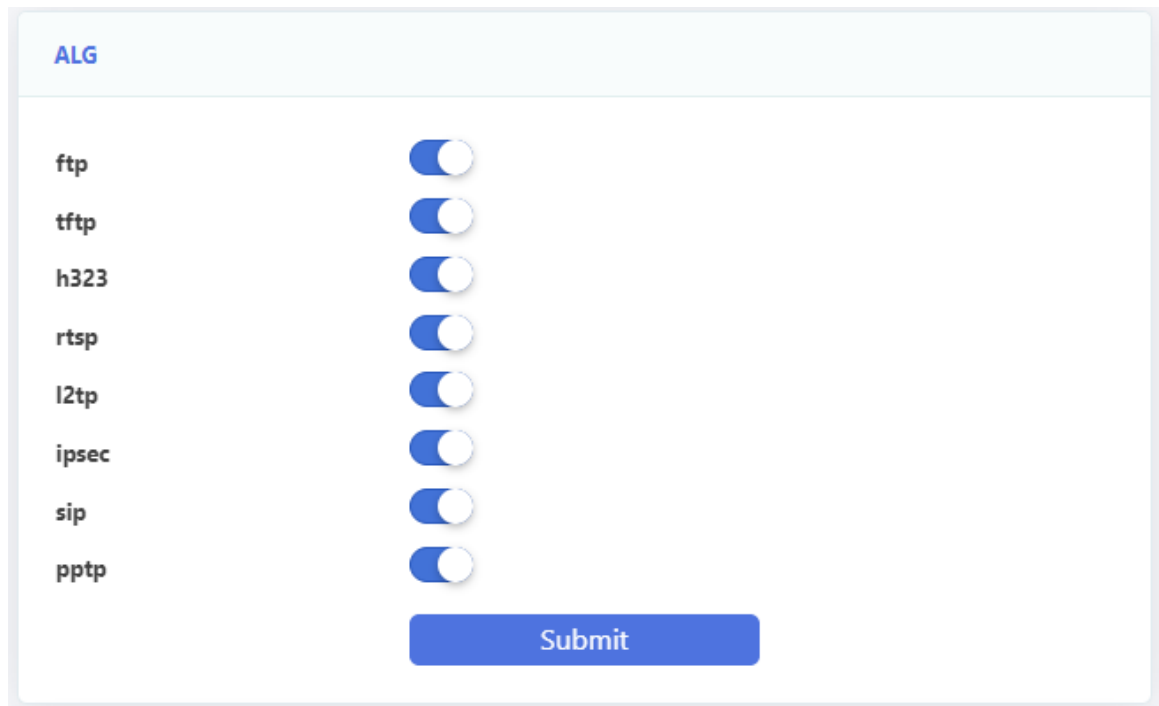 ALG
ftp
tftp
h323
rtsp
l2tp
ipsec
sip
pptp
Submit